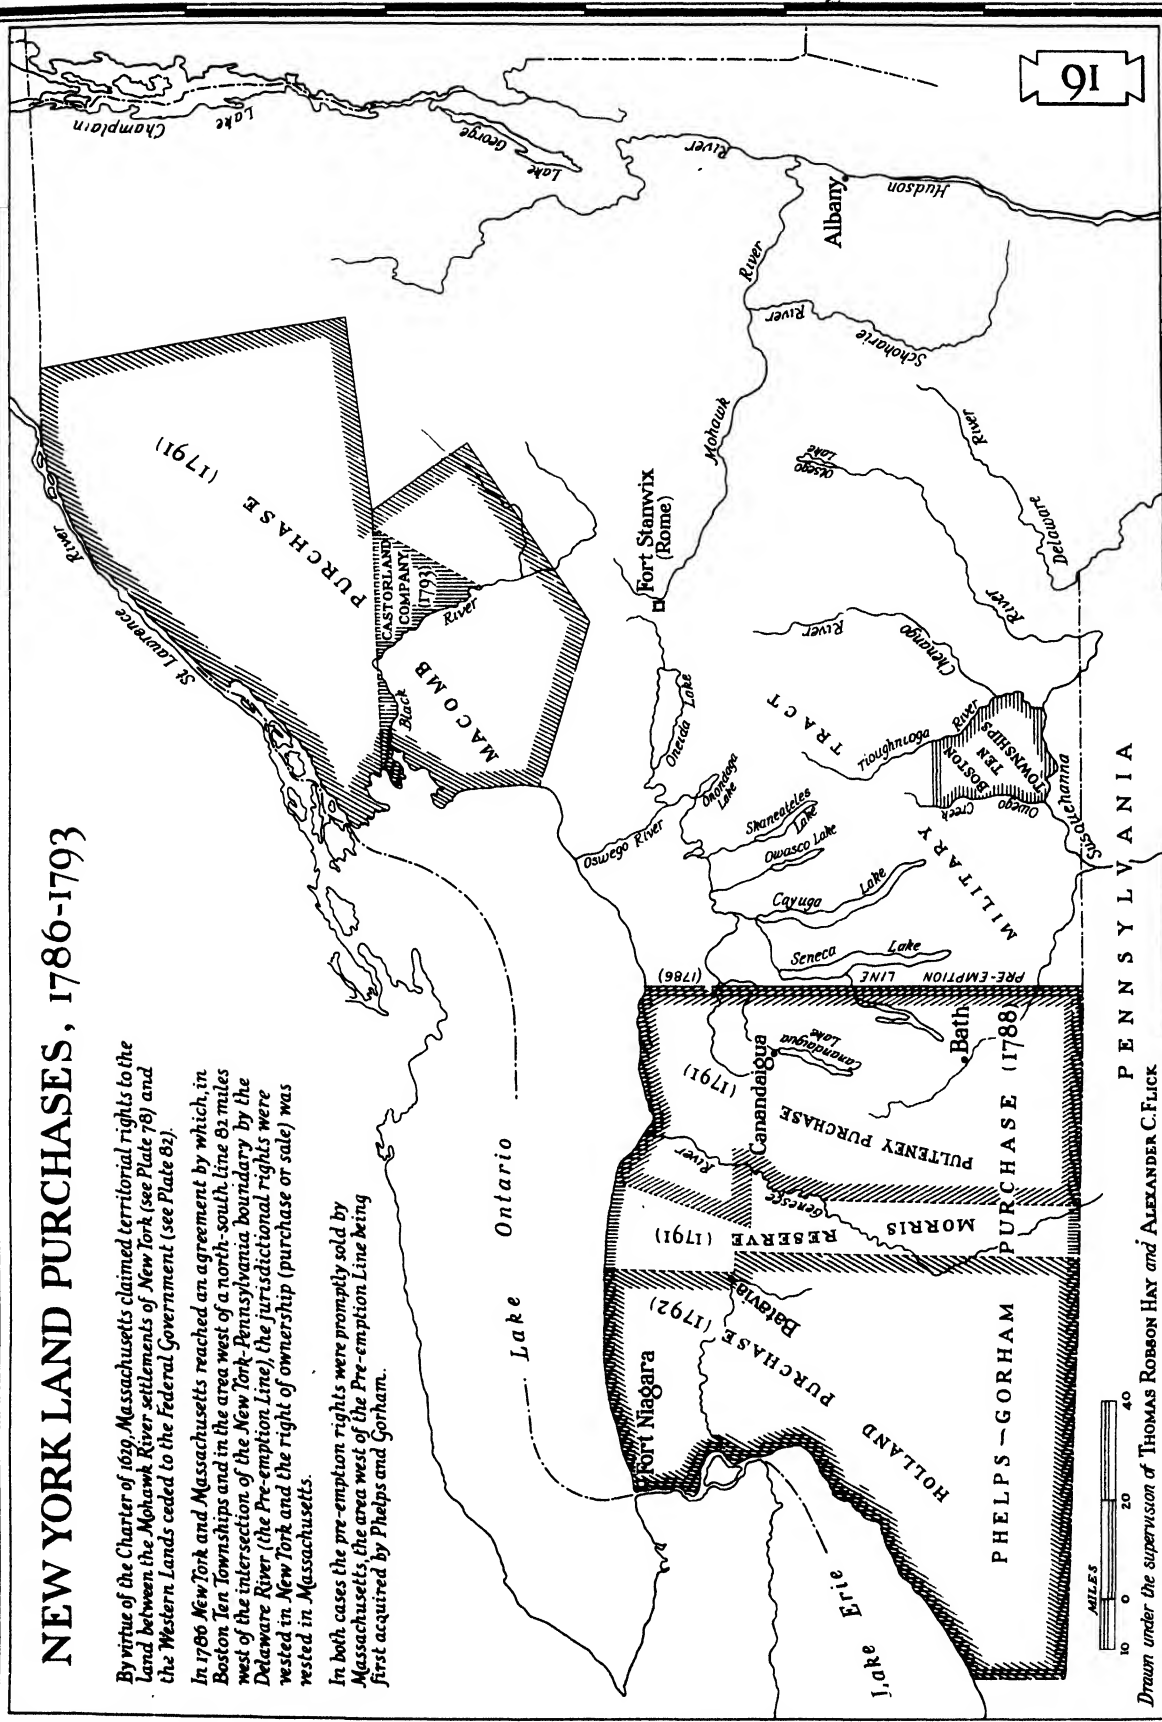 NEW YORK LAND PURCHASES, 1786-1793
By virtue of the Charter of 1629, Massachusetts claimed territorial rights to the
land between the Mohawk River settlements of New York (see Plate 78) and
the Western Lands ceded to the Federal Government (see Plate 82).
In 1786 New York and Massachusetts reached an agreement by which, in
Boston Ten Townships and in the area west of a north-south line 82 miles
west of the intersection of the New York-Pennsylvania boundary by the
Delaware River (the Pre-emption Line), the jurisdictional rights were
vested in New York and the right of ownership (purchase or sale) was
vested in Massachusetts.
In both cases the pre-emption rights were promptly sold by
Massachusetts, the area west of the Pre-emption Line being
first acquired by Phelps and Gorham.
Lake Champlain
Lake George
Hudson River
Albany
91
St Lawrence River
MACOMB PURCHASE (1791)
CASTORLAND
COMPANY
(1793)
Black River
Mohawk River
Schoharie River
Fort Stanwix
(Rome)
Otsego
Lake
Delaware River
Oneida Lake
Chenango River
River
Oswego River
Onondaga
Lake
Tioughnioga River
BOSTON
TEN
TOWNSHIPS
Owego Creek
Susquehanna
Skaneateles
Lake
Owasco Lake
Cayuga Lake
Seneca Lake
MILITARY TRACT
PRE-EMPTION LINE (1786)
Lake Ontario
Canandaigua
Canandaigua
Lake
Bath
PULTENEY PURCHASE (1791)
Genesee River
MORRIS RESERVE (1791)
Batavia
HOLLAND PURCHASE (1792)
Fort Niagara
PHELPS-GORHAM PURCHASE (1788)
Lake Erie
PENNSYLVANIA
MILES
10 0 20 40
Drawn under the supervision of THOMAS ROBSON HAY and ALEXANDER C. FLICK